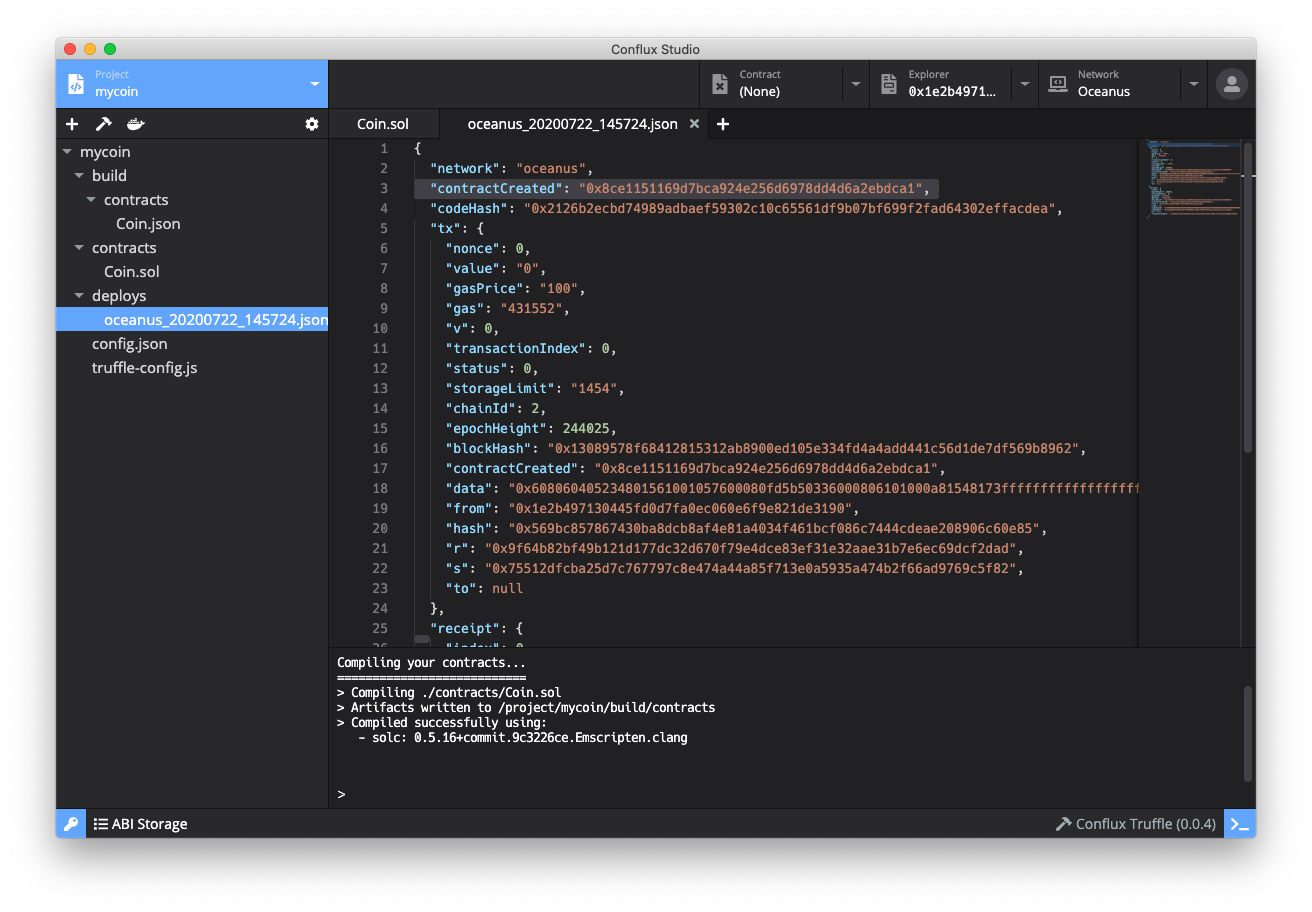 Conflux Studio
Project
mycoin
Contract
(None)
Explorer
0x1e2b4971...
Network
Oceanus
Coin.sol
oceanus_20200722_145724.json
mycoin
build
contracts
Coin.json
contracts
Coin.sol
deploys
oceanus_20200722_145724.json
config.json
truffle-config.js
1 {
2 "network": "oceanus",
3 "contractCreated": "0x8ce1151169d7bca924e256d6978dd4d6a2ebdca1",
4 "codeHash": "0x2126b2ecbd74989adbaef59302c10c65561df9b07bf699f2fad64302effacdea",
5 "tx": {
6 "nonce": 0,
7 "value": "0",
8 "gasPrice": "100",
9 "gas": "431552",
10 "v": 0,
11 "transactionIndex": 0,
12 "status": 0,
13 "storageLimit": "1454",
14 "chainId": 2,
15 "epochHeight": 244025,
16 "blockHash": "0x13089578f68412815312ab8900ed105e334fd4a4add441c56d1de7df569b8962",
17 "contractCreated": "0x8ce1151169d7bca924e256d6978dd4d6a2ebdca1",
18 "data": "0x608060405234801561001057600080fd5b50336000806101000a81548173ffffffffffffffffff
19 "from": "0x1e2b497130445fd0d7fa0ec060e6f9e821de3190",
20 "hash": "0x569bc857867430ba8dcb8af4e81a4034f461bcf086c7444cdeae208906c60e85",
21 "r": "0x9f64b82bf49b121d177dc32d670f79e4dce83ef31e32aae31b7e6ec69dcf2dad",
22 "s": "0x75512dfcba25d7c767797c8e474a44a85f713e0a5935a474b2f66ad9769c5f82",
23 "to": null
24 },
25 "receipt": {
26 "index": 0
Compiling your contracts...
===========================
> Compiling ./contracts/Coin.sol
> Artifacts written to /project/mycoin/build/contracts
> Compiled successfully using:
- solc: 0.5.16+commit.9c3226ce.Emscripten.clang
>
ABI Storage
Conflux Truffle (0.0.4)